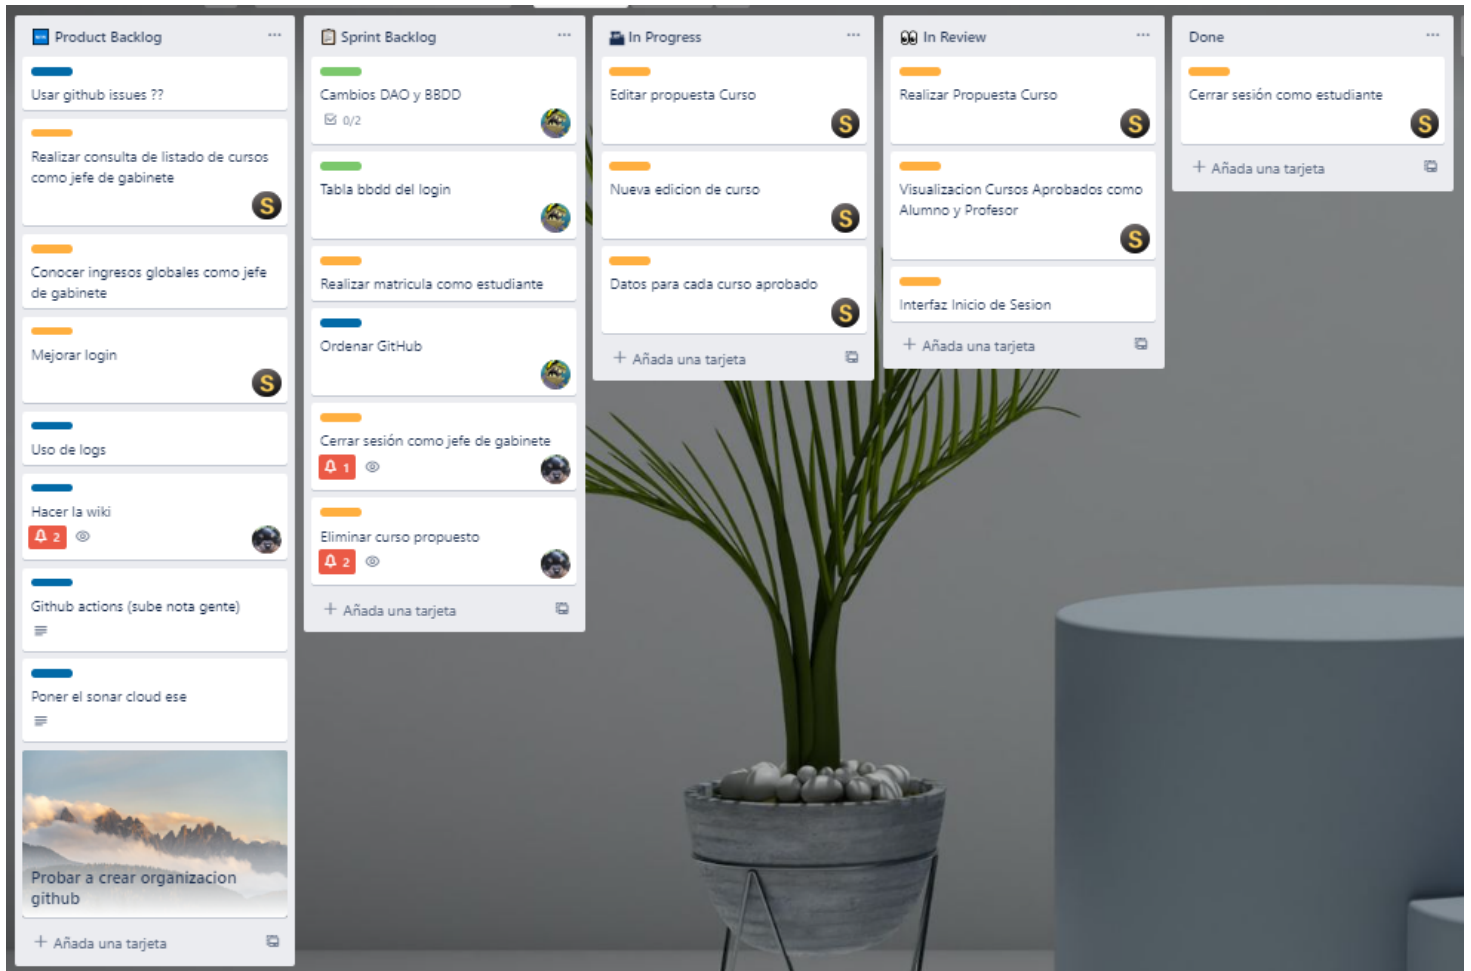 Product Backlog
Usar github issues ??
Realizar consulta de listado de cursos
como jefe de gabinete
S
Conocer ingresos globales como jefe
de gabinete
Mejorar login
S
Uso de logs
Hacer la wiki
2
Github actions (sube nota gente)
Poner el sonar cloud ese
Probar a crear organizacion
github
+ Añada una tarjeta
Sprint Backlog
Cambios DAO y BBDD
0/2
Tabla bbdd del login
Realizar matricula como estudiante
Ordenar GitHub
Cerrar sesión como jefe de gabinete
1
Eliminar curso propuesto
2
+ Añada una tarjeta
In Progress
Editar propuesta Curso
S
Nueva edicion de curso
S
Datos para cada curso aprobado
S
+ Añada una tarjeta
In Review
Realizar Propuesta Curso
S
Visualizacion Cursos Aprobados como
Alumno y Profesor
S
Interfaz Inicio de Sesion
+ Añada una tarjeta
Done
Cerrar sesión como estudiante
S
+ Añada una tarjeta